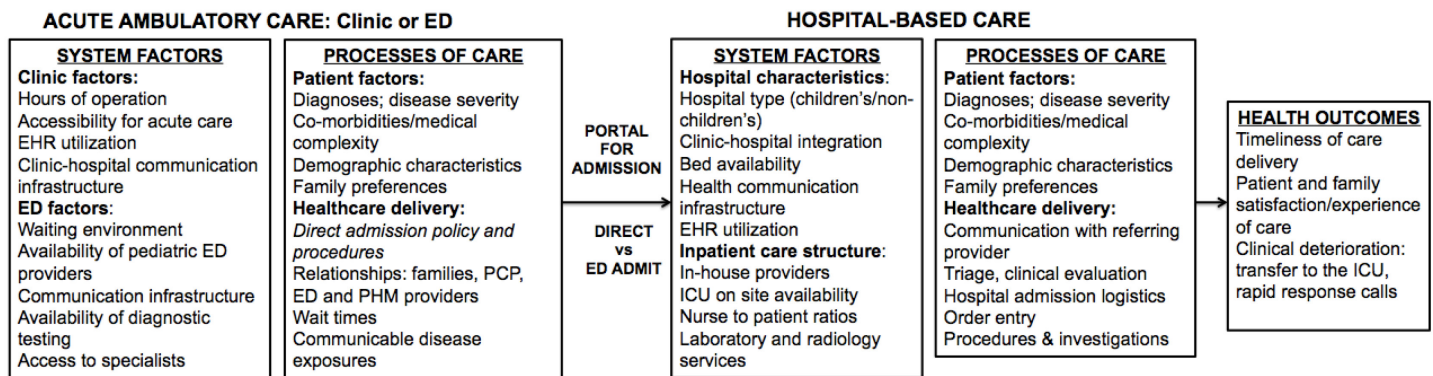 ACUTE AMBULATORY CARE: Clinic or ED
SYSTEM FACTORS
Clinic factors:
Hours of operation
Accessibility for acute care
EHR utilization
Clinic-hospital communication
infrastructure
ED factors:
Waiting environment
Availability of pediatric ED
providers
Communication infrastructure
Availability of diagnostic
testing
Access to specialists
PROCESSES OF CARE
Patient factors:
Diagnoses; disease severity
Co-morbidities/medical
complexity
Demographic characteristics
Family preferences
Healthcare delivery:
Direct admission policy and
procedures
Relationships: families, PCP,
ED and PHM providers
Wait times
Communicable disease
exposures
PORTAL
FOR
ADMISSION
DIRECT
vs
ED ADMIT
HOSPITAL-BASED CARE
SYSTEM FACTORS
Hospital characteristics:
Hospital type (children's/non-
children's)
Clinic-hospital integration
Bed availability
Health communication
infrastructure
EHR utilization
Inpatient care structure:
In-house providers
ICU on site availability
Nurse to patient ratios
Laboratory and radiology
services
PROCESSES OF CARE
Patient factors:
Diagnoses; disease severity
Co-morbidities/medical
complexity
Demographic characteristics
Family preferences
Healthcare delivery:
Communication with referring
provider
Triage, clinical evaluation
Hospital admission logistics
Order entry
Procedures & investigations
HEALTH OUTCOMES
Timeliness of care
delivery
Patient and family
satisfaction/experience
of care
Clinical deterioration:
transfer to the ICU,
rapid response calls